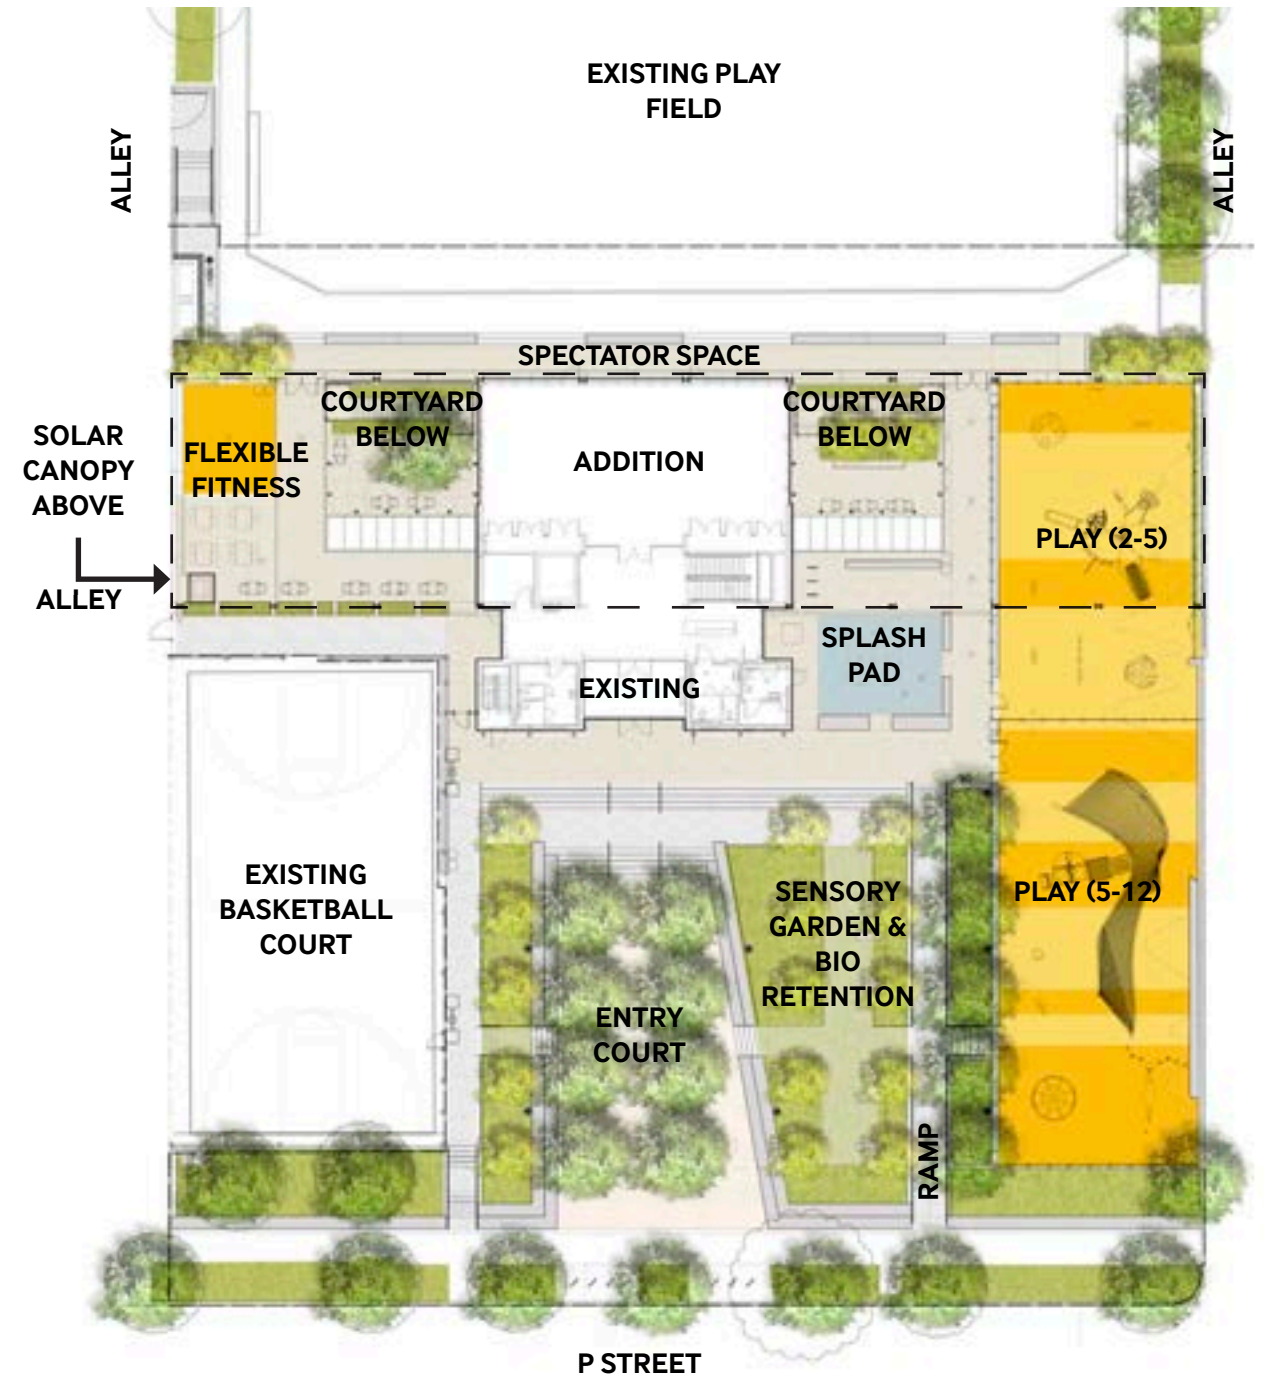 EXISTING PLAY
FIELD
ALLEY
ALLEY
SPECTATOR SPACE
COURTYARD
BELOW
COURTYARD
BELOW
SOLAR
CANOPY
ABOVE
FLEXIBLE
FITNESS
ADDITION
PLAY (2-5)
ALLEY
SPLASH
PAD
EXISTING
EXISTING
BASKETBALL
COURT
SENSORY
GARDEN &
BIO
RETENTION
PLAY (5-12)
ENTRY
COURT
RAMP
P STREET